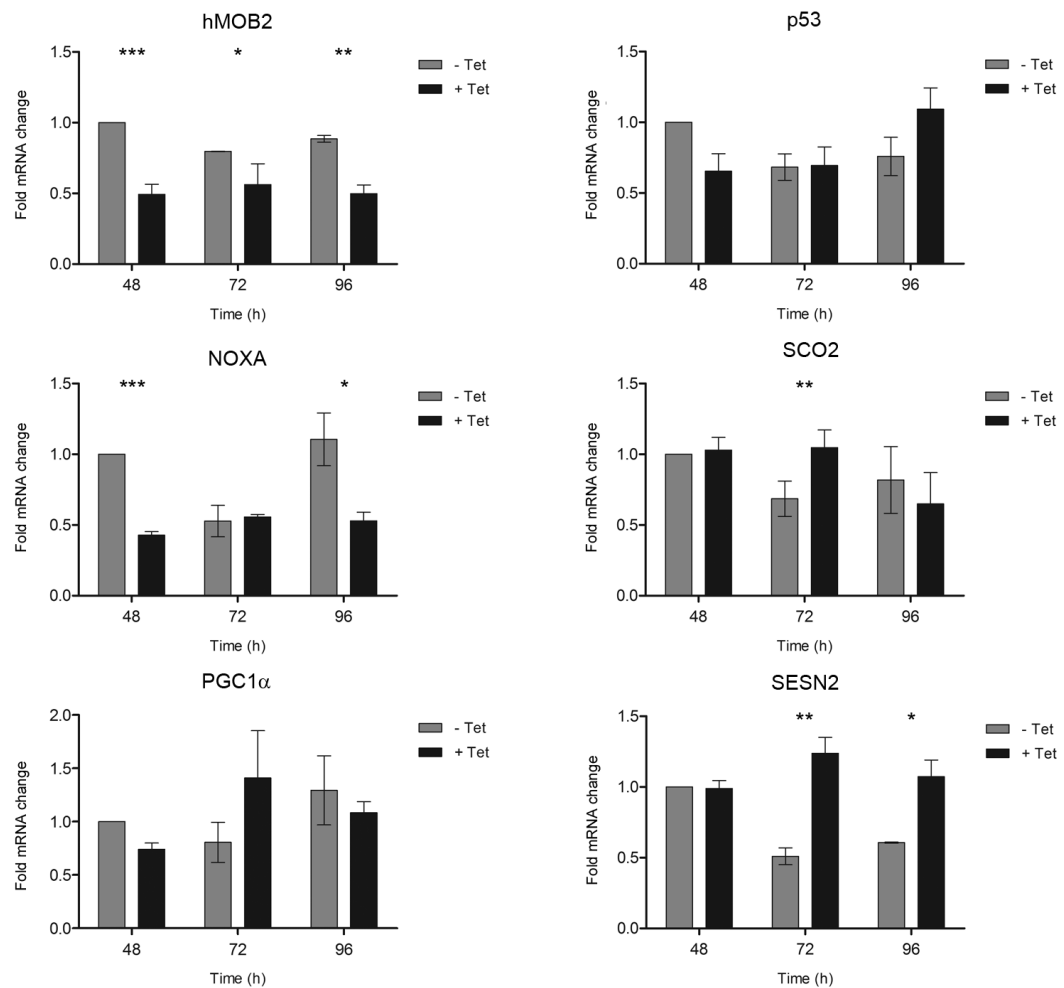 hMOB2
*** * **
1.5
1.0
0.5
0.0
Fold mRNA change
48 72 96
Time (h)
- Tet
+ Tet
p53
1.5
1.0
0.5
0.0
Fold mRNA change
48 72 96
Time (h)
- Tet
+ Tet
NOXA
*** *
1.5
1.0
0.5
0.0
Fold mRNA change
48 72 96
Time (h)
- Tet
+ Tet
SCO2
**
1.5
1.0
0.5
0.0
Fold mRNA change
48 72 96
Time (h)
- Tet
+ Tet
PGC1α
2.0
1.5
1.0
0.5
0.0
Fold mRNA change
48 72 96
Time (h)
- Tet
+ Tet
SESN2
** *
1.5
1.0
0.5
0.0
Fold mRNA change
48 72 96
Time (h)
- Tet
+ Tet